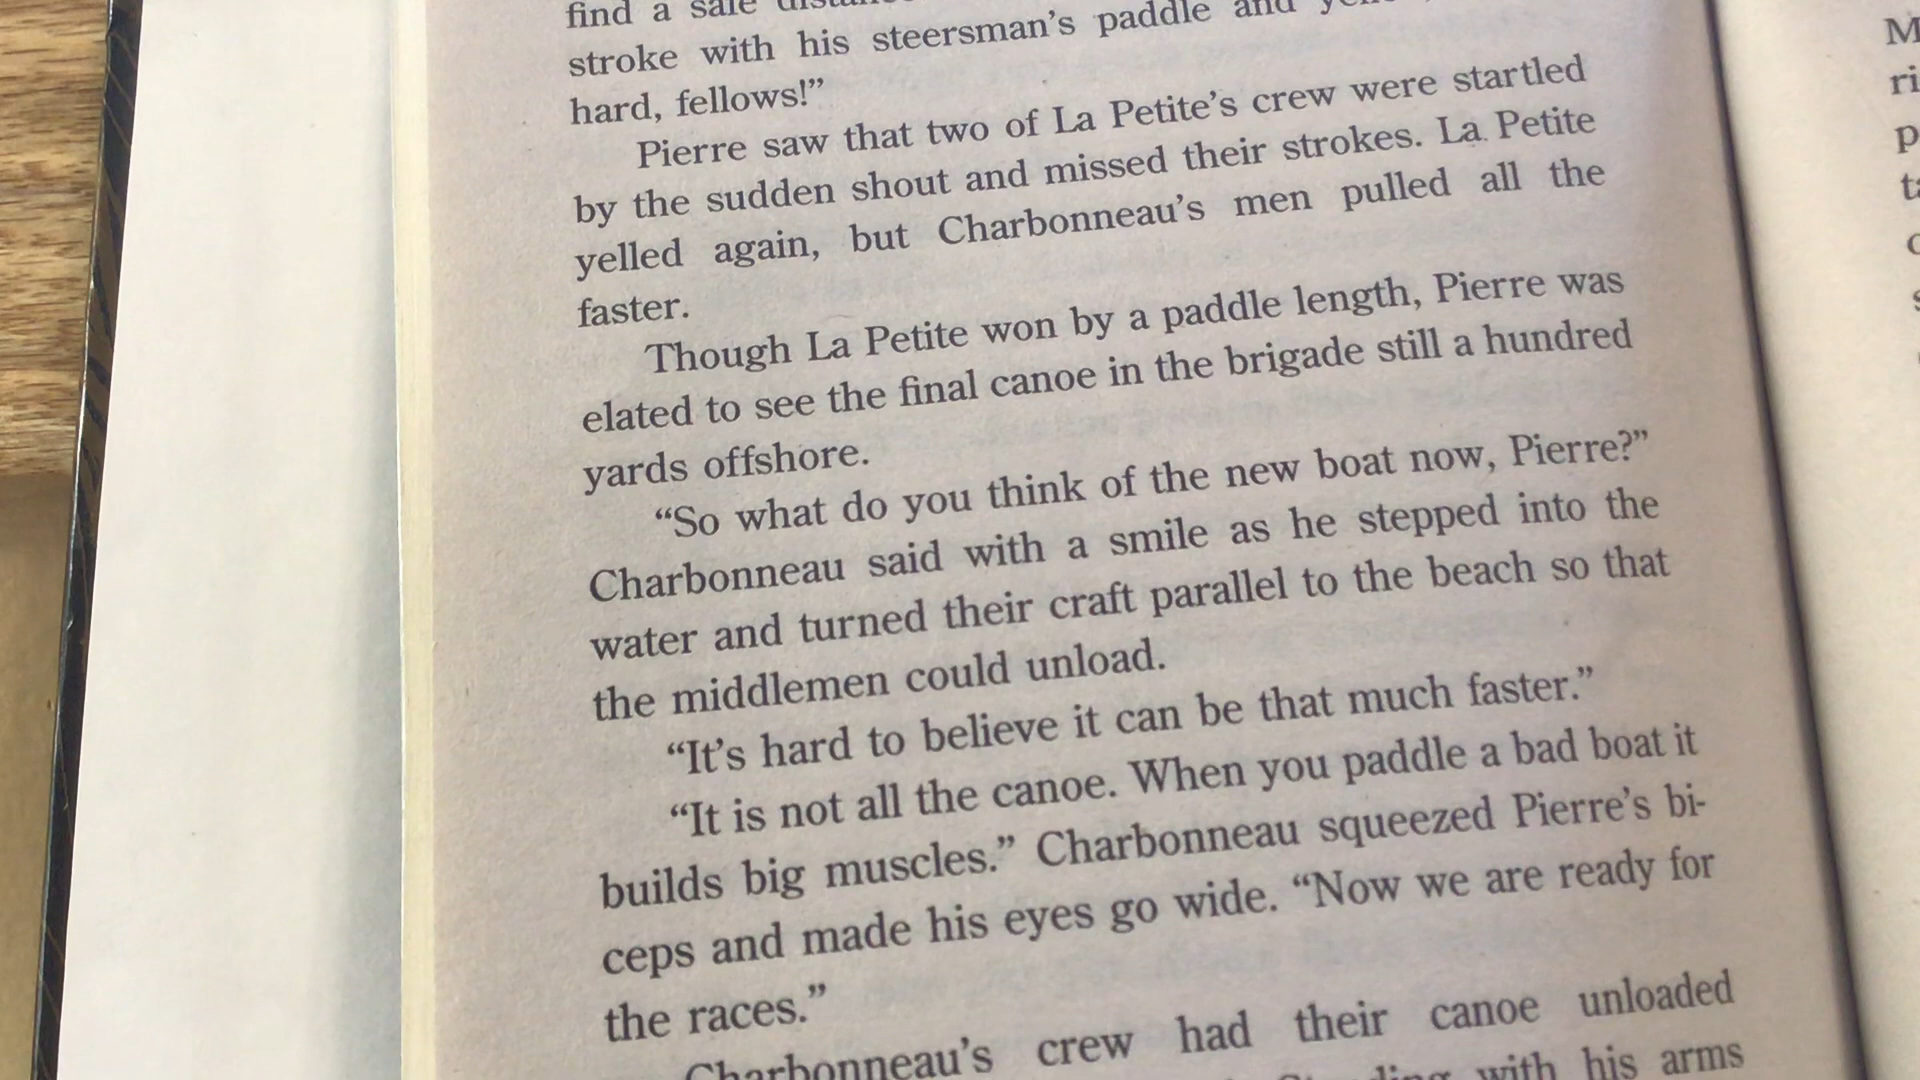 find a safe
stroke with his steersman’s paddle and
hard, fellows!”
Pierre saw that two of La Petite’s crew were startled
by the sudden shout and missed their strokes. La Petite
yelled again, but Charbonneau’s men pulled all the
faster.
Though La Petite won by a paddle length, Pierre was
elated to see the final canoe in the brigade still a hundred
yards offshore.
“So what do you think of the new boat now, Pierre?”
Charbonneau said with a smile as he stepped into the
water and turned their craft parallel to the beach so that
the middlemen could unload.
“It’s hard to believe it can be that much faster.”
“It is not all the canoe. When you paddle a bad boat it
builds big muscles.” Charbonneau squeezed Pierre’s bi-
ceps and made his eyes go wide. “Now we are ready for
the races.”
Charbonneau’s crew had their canoe unloaded
with his arms